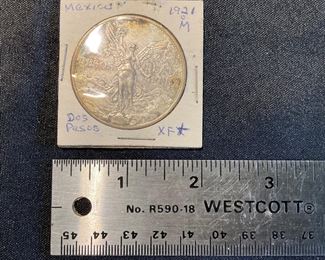 Mexico 1921
M
Dos
Pesos XF
1 2 3
No. R590-18 WESTCOTT®
45 44 43 42 41 40 39 38 37